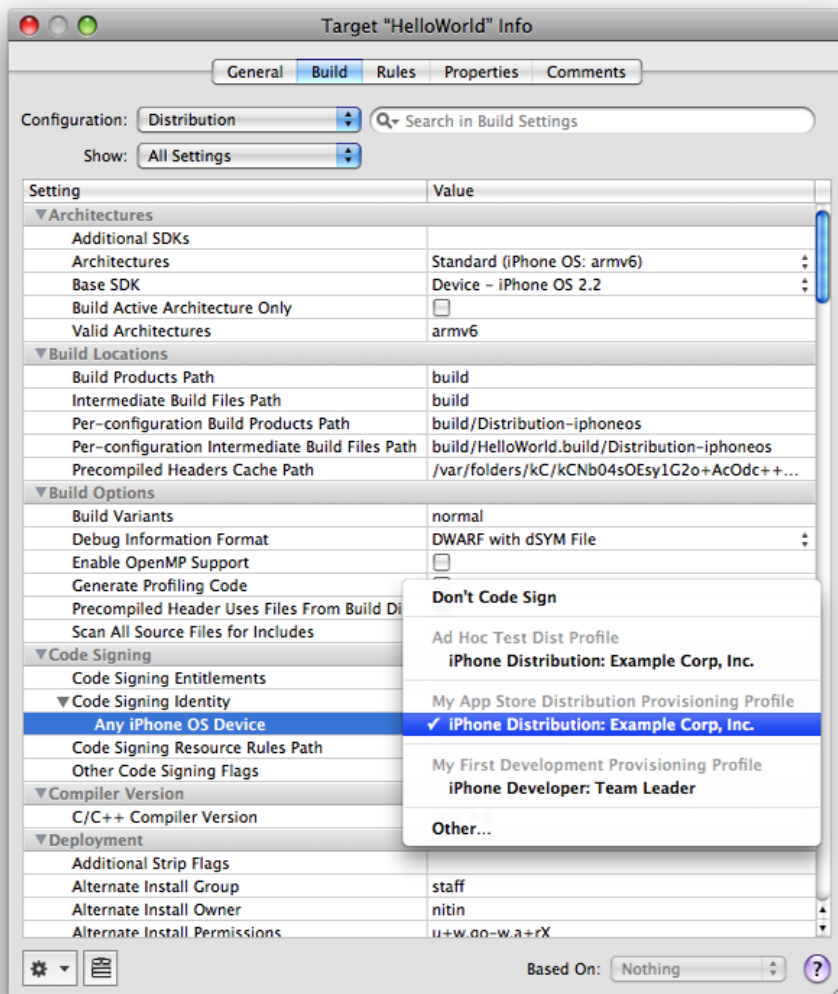 Target “HelloWorld” Info
General Build Rules Properties Comments
Configuration: Distribution Search in Build Settings
Show: All Settings
Setting Value
Architectures
Additional SDKs
Architectures Standard (iPhone OS: armv6)
Base SDK Device – iPhone OS 2.2
Build Active Architecture Only
Valid Architectures armv6
Build Locations
Build Products Path build
Intermediate Build Files Path build
Per-configuration Build Products Path build/Distribution-iphoneos
Per-configuration Intermediate Build Files Path build/HelloWorld.build/Distribution-iphoneos
Precompiled Headers Cache Path /var/folders/kC/kCNb04sOEsy1G2o+AcOdc++...
Build Options
Build Variants normal
Debug Information Format DWARF with dSYM File
Enable OpenMP Support
Generate Profiling Code
Precompiled Header Uses Files From Build Di
Scan All Source Files for Includes
Code Signing
Code Signing Entitlements
Code Signing Identity
Any iPhone OS Device
Code Signing Resource Rules Path
Other Code Signing Flags
Compiler Version
C/C++ Compiler Version
Don't Code Sign
Ad Hoc Test Dist Profile
iPhone Distribution: Example Corp, Inc.
My App Store Distribution Provisioning Profile
✓ iPhone Distribution: Example Corp, Inc.
My First Development Provisioning Profile
iPhone Developer: Team Leader
Other...
Deployment
Additional Strip Flags
Alternate Install Group staff
Alternate Install Owner nitin
Alternate Install Permissions u+w,go-w,a+rX
Based On: Nothing ?